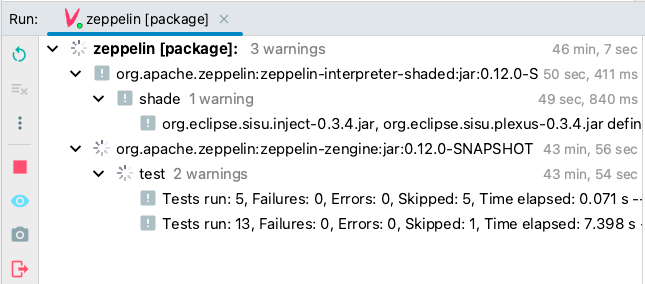 Run: zeppelin [package]
zeppelin [package]: 3 warnings 46 min, 7 sec
org.apache.zeppelin:zeppelin-interpreter-shaded:jar:0.12.0-S 50 sec, 411 ms
shade 1 warning 49 sec, 840 ms
org.eclipse.sisu.inject-0.3.4.jar, org.eclipse.sisu.plexus-0.3.4.jar defin
org.apache.zeppelin:zeppelin-zengine:jar:0.12.0-SNAPSHOT 43 min, 56 sec
test 2 warnings 43 min, 54 sec
Tests run: 5, Failures: 0, Errors: 0, Skipped: 5, Time elapsed: 0.071 s --
Tests run: 13, Failures: 0, Errors: 0, Skipped: 1, Time elapsed: 7.398 s --